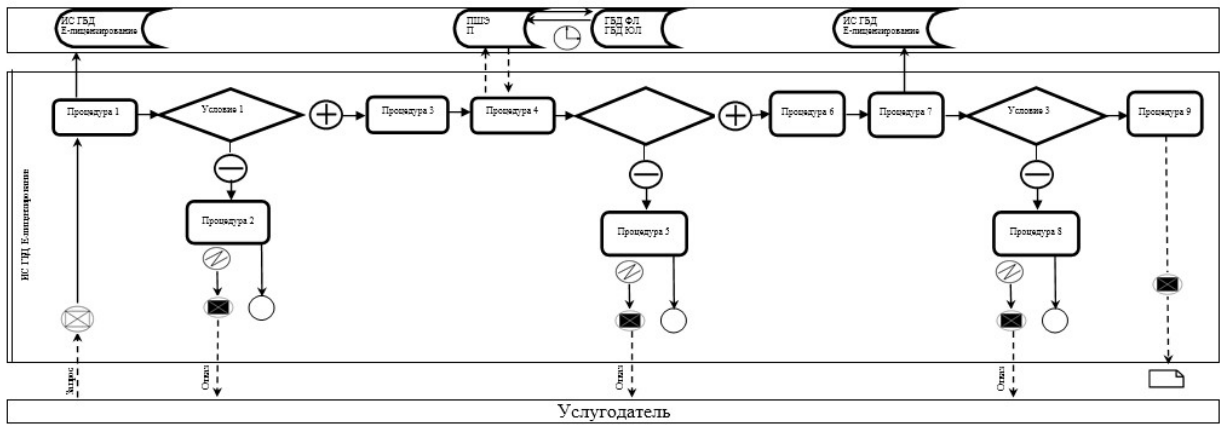 ИС ГБД
Е-лицензирование
ПШЭ
П
ГБД ФЛ
ГБД ЮЛ
ИС ГБД
Е-лицензирование
Процедура 1
Условие 1
Процедура 3
Процедура 4
Процедура 6
Процедура 7
Условие 3
Процедура 9
Процедура 2
Процедура 5
Процедура 8
ИС ГБД Е-лицензирование
Запрос
Отказ
Отказ
Отказ
Услугодатель